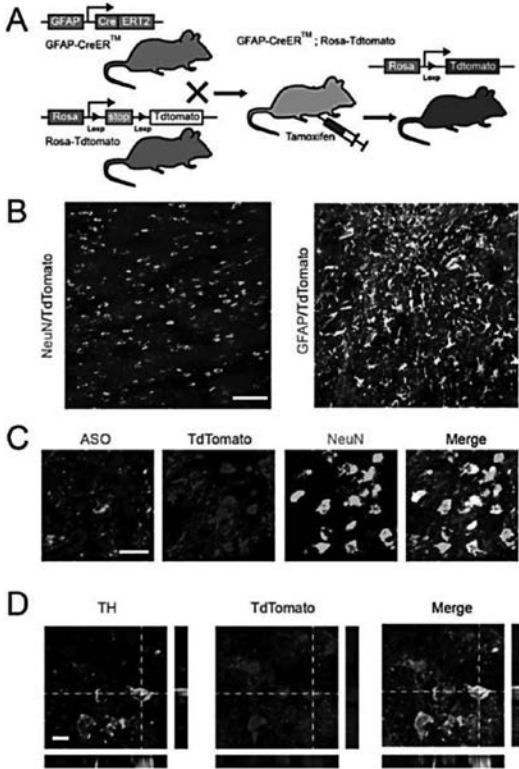 A
GFAP Cre ERT2
GFAP-CreER™
GFAP-CreER™ ; Rosa-Tdtomato
Rosa Tdtomato
Loxp
Rosa stop Tdtomato
Loxp Loxp
Rosa-Tdtomato
Tamoxifen
B
NeuN/TdTomato
GFAP/TdTomato
C
ASO TdTomato NeuN Merge
D
TH TdTomato Merge